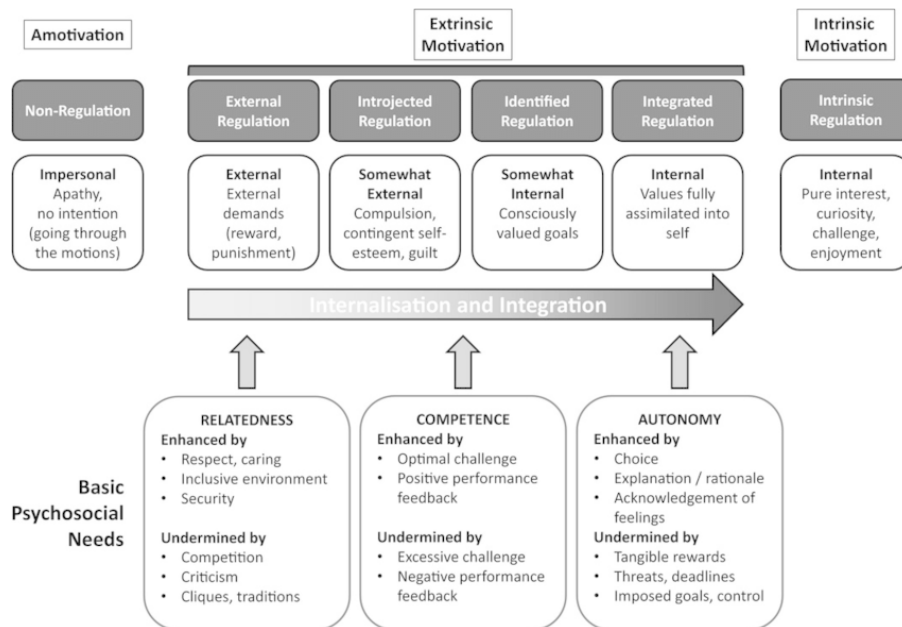 Amotivation
Extrinsic
Motivation
Intrinsic
Motivation
Non-Regulation
External
Regulation
Introjected
Regulation
Identified
Regulation
Integrated
Regulation
Intrinsic
Regulation
Impersonal
Apathy,
no intention
(going through
the motions)
External
External
demands
(reward,
punishment)
Somewhat
External
Compulsion,
contingent self-
esteem, guilt
Somewhat
Internal
Consciously
valued goals
Internal
Values fully
assimilated into
self
Internal
Pure interest,
curiosity,
challenge,
enjoyment
Internalisation and Integration
Basic
Psychosocial
Needs
RELATEDNESS
Enhanced by
• Respect, caring
• Inclusive environment
• Security
Undermined by
• Competition
• Criticism
• Cliques, traditions
COMPETENCE
Enhanced by
• Optimal challenge
• Positive performance
feedback
Undermined by
• Excessive challenge
• Negative performance
feedback
AUTONOMY
Enhanced by
• Choice
• Explanation / rationale
• Acknowledgement of
feelings
Undermined by
• Tangible rewards
• Threats, deadlines
• Imposed goals, control